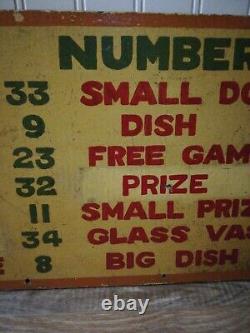 NUMBER
33 SMALL DO
9 DISH
23 FREE GAM
32 PRIZE
11 SMALL PRIZ
34 GLASS VAS
E 8 BIG DISH
ebay